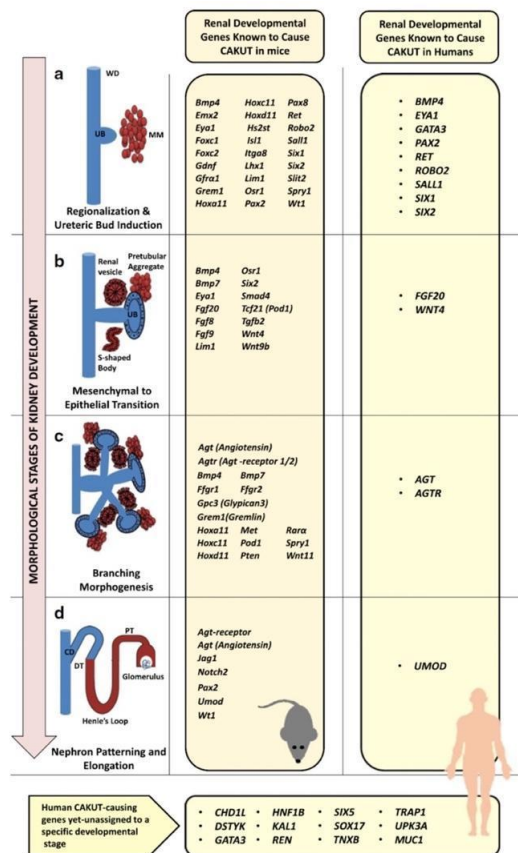 Renal Developmental
Genes Known to Cause
CAKUT in mice
Renal Developmental
Genes Known to Cause
CAKUT in Humans
MORPHOLOGICAL STAGES OF KIDNEY DEVELOPMENT
a
WD
UB
MM
Regionalization &
Ureteric Bud Induction
Bmp4 Hoxc11 Pax8
Emx2 Hoxd11 Ret
Eya1 Hs2st Robo2
Foxc1 Isl1 Sall1
Foxc2 Itga8 Six1
Gdnf Lhx1 Six2
Gfra1 Lim1 Slit2
Grem1 Osr1 Spry1
Hoxa11 Pax2 Wt1
• BMP4
• EYA1
• GATA3
• PAX2
• RET
• ROBO2
• SALL1
• SIX1
• SIX2
b
Renal
vesicle
Pretubular
Aggregate
UB
S-shaped
Body
Mesenchymal to
Epithelial Transition
Bmp4 Osr1
Bmp7 Six2
Eya1 Smad4
Fgf20 Tcf21 (Pod1)
Fgf8 Tgfb2
Fgf9 Wnt4
Lim1 Wnt9b
• FGF20
• WNT4
c
Branching
Morphogenesis
Agt (Angiotensin)
Agtr (Agt -receptor 1/2)
Bmp4 Bmp7
Ffgr1 Ffgr2
Gpc3 (Glypican3)
Grem1(Gremlin)
Hoxa11 Met Rarα
Hoxc11 Pod1 Spry1
Hoxd11 Pten Wnt11
• AGT
• AGTR
d
PT
CD
DT
Glomerulus
Henle's Loop
Nephron Patterning and
Elongation
Agt-receptor
Agt (Angiotensin)
Jag1
Notch2
Pax2
Umod
Wt1
• UMOD
Human CAKUT-causing
genes yet-unassigned to a
specific developmental
stage
• CHD1L • HNF1B • SIX5 • TRAP1
• DSTYK • KAL1 • SOX17 • UPK3A
• GATA3 • REN • TNXB • MUC1